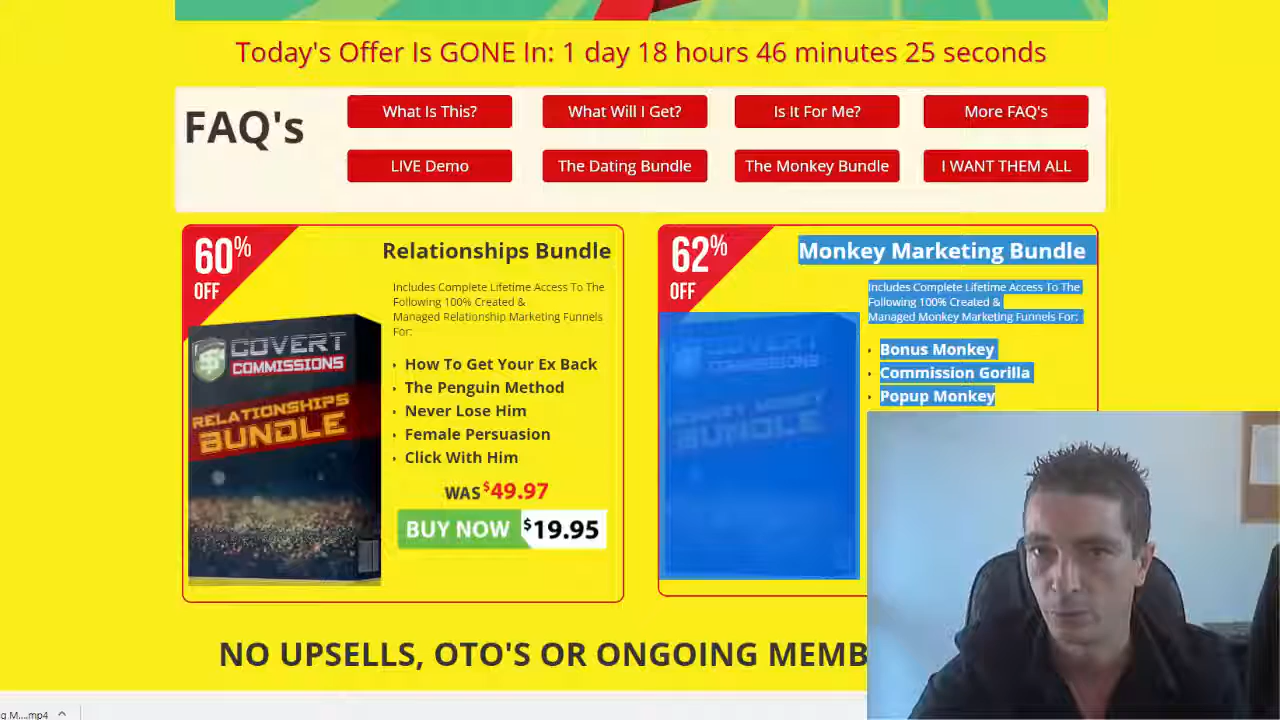 Today's Offer Is GONE In: 1 day 18 hours 46 minutes 25 seconds
FAQ's
What Is This?
What Will I Get?
Is It For Me?
More FAQ's
LIVE Demo
The Dating Bundle
The Monkey Bundle
I WANT THEM ALL
60%
OFF
Relationships Bundle
Includes Complete Lifetime Access To The
Following 100% Created &
Managed Relationship Marketing Funnels
For:
COVERT
COMMISSIONS
RELATIONSHIPS
BUNDLE
· How To Get Your Ex Back
· The Penguin Method
· Never Lose Him
· Female Persuasion
· Click With Him
WAS $49.97
BUY NOW $19.95
62%
OFF
Monkey Marketing Bundle
Includes Complete Lifetime Access To The
Following 100% Created &
Managed Monkey Marketing Funnels For:
COVERT
COMMISSIONS
MONKEY MONEY
BUNDLE
· Bonus Monkey
· Commission Gorilla
· Popup Monkey
NO UPSELLS, OTO'S OR ONGOING MEMB
g M....mp4